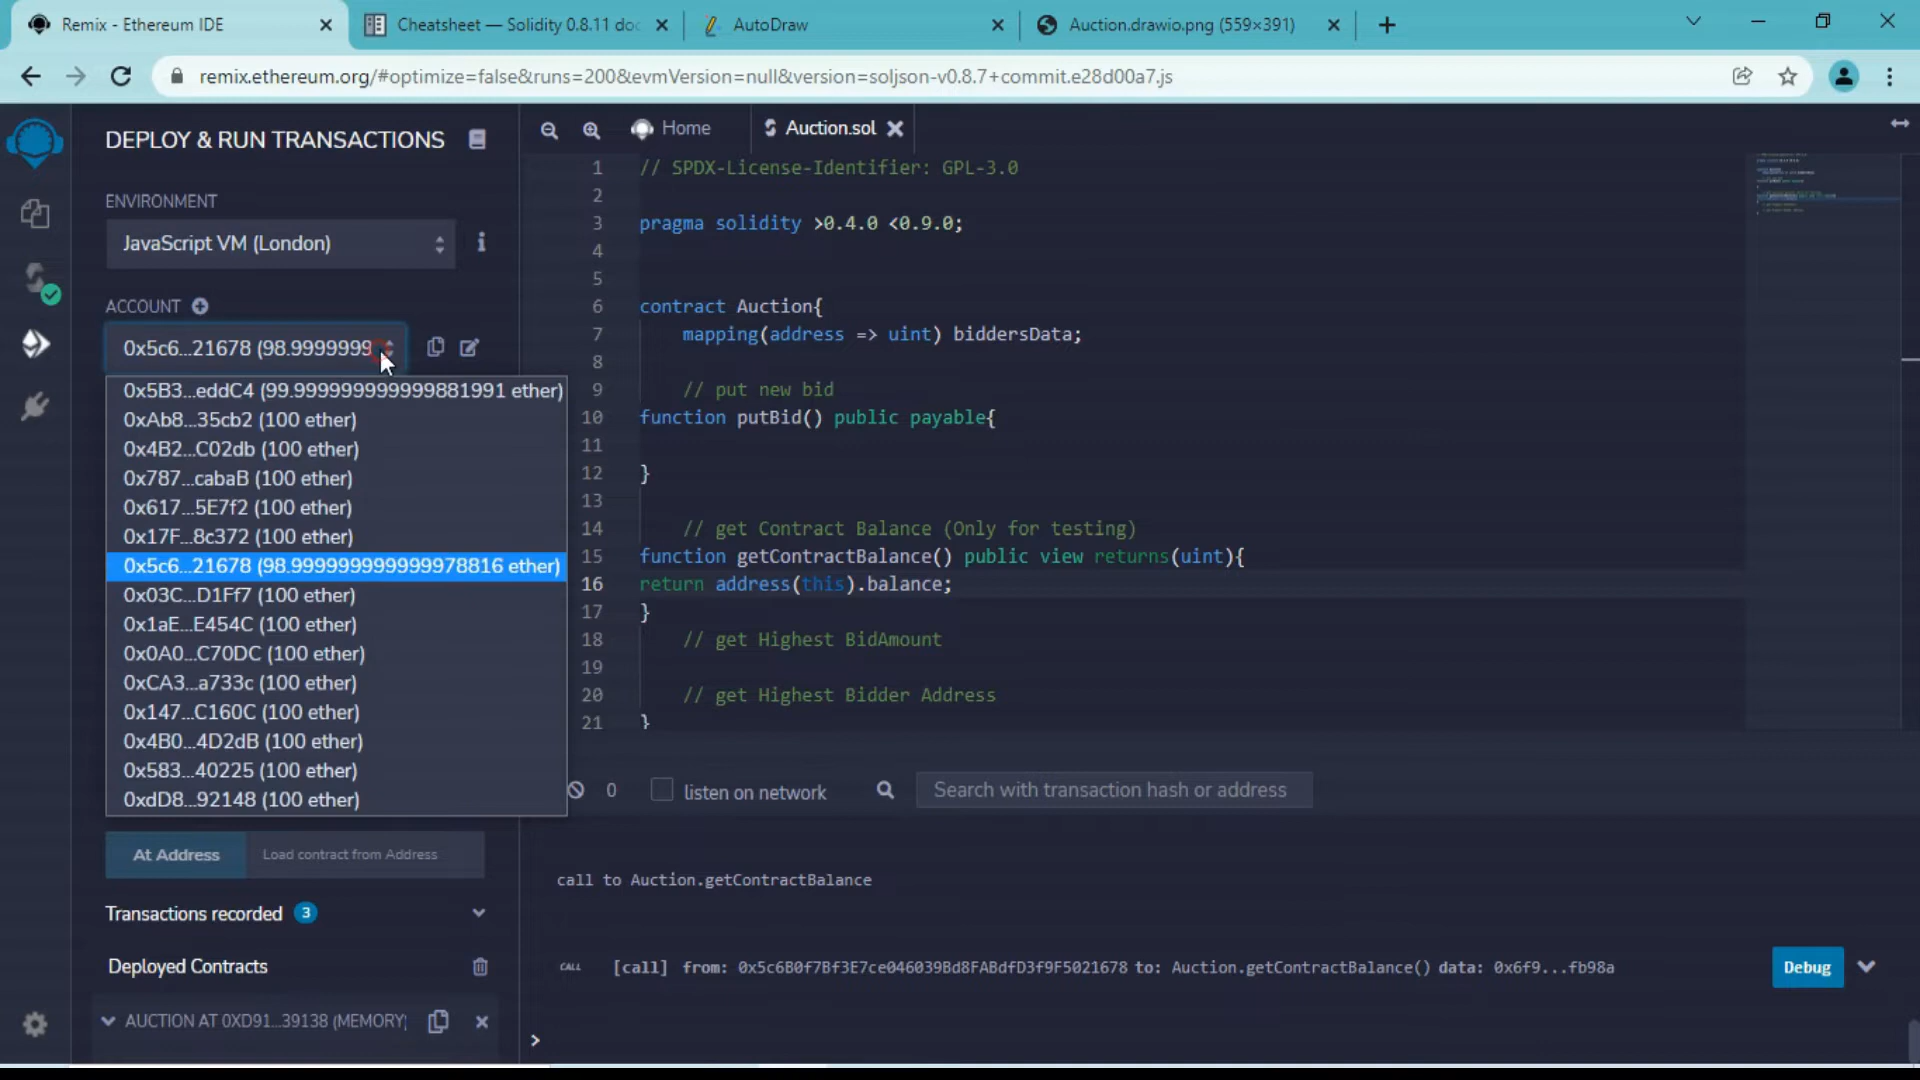 Remix - Ethereum IDE
Cheatsheet — Solidity 0.8.11 doc
AutoDraw
Auction.drawio.png (559×391)
remix.ethereum.org/#optimize=false&runs=200&evmVersion=null&version=soljson-v0.8.7+commit.e28d00a7.js
DEPLOY & RUN TRANSACTIONS
ENVIRONMENT
JavaScript VM (London)
ACCOUNT
0x5c6...21678 (98.9999999
0x5B3...eddC4 (99.999999999999881991 ether)
0xAb8...35cb2 (100 ether)
0x4B2...C02db (100 ether)
0x787...cabaB (100 ether)
0x617...5E7f2 (100 ether)
0x17F...8c372 (100 ether)
0x5c6...21678 (98.999999999999978816 ether)
0x03C...D1Ff7 (100 ether)
0x1aE...E454C (100 ether)
0x0A0...C70DC (100 ether)
0xCA3...a733c (100 ether)
0x147...C160C (100 ether)
0x4B0...4D2dB (100 ether)
0x583...40225 (100 ether)
0xdD8...92148 (100 ether)
At Address
Load contract from Address
Transactions recorded 3
Deployed Contracts
AUCTION AT 0XD91...39138 (MEMORY)
Home
Auction.sol
1 // SPDX-License-Identifier: GPL-3.0
2
3 pragma solidity >0.4.0 <0.9.0;
4
5
6 contract Auction{
7 mapping(address => uint) biddersData;
8
9 // put new bid
10 function putBid() public payable{
11
12 }
13
14 // get Contract Balance (Only for testing)
15 function getContractBalance() public view returns(uint){
16 return address(this).balance;
17 }
18 // get Highest BidAmount
19
20 // get Highest Bidder Address
21 }
0
listen on network
Search with transaction hash or address
call to Auction.getContractBalance
CALL [call] from: 0x5c6B0f7Bf3E7ce046039Bd8FABdfD3f9F5021678 to: Auction.getContractBalance() data: 0x6f9...fb98a
Debug
>